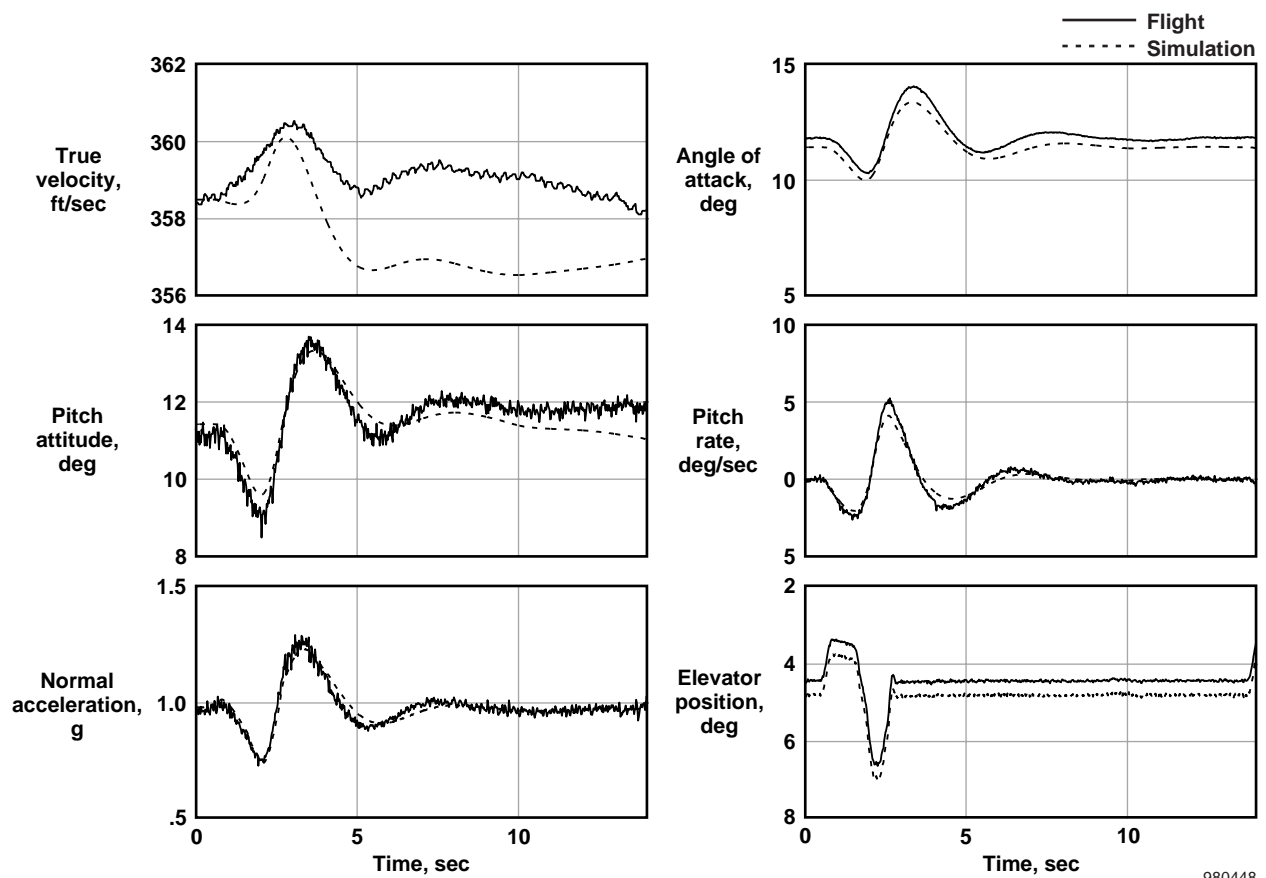 Flight
Simulation
362
360
358
356
True
velocity,
ft/sec
15
10
5
Angle of
attack,
deg
14
12
10
8
Pitch
attitude,
deg
10
5
0
5
Pitch
rate,
deg/sec
1.5
1.0
.5
Normal
acceleration,
g
0
5
10
Time, sec
2
4
6
8
Elevator
position,
deg
0
5
10
Time, sec
980448